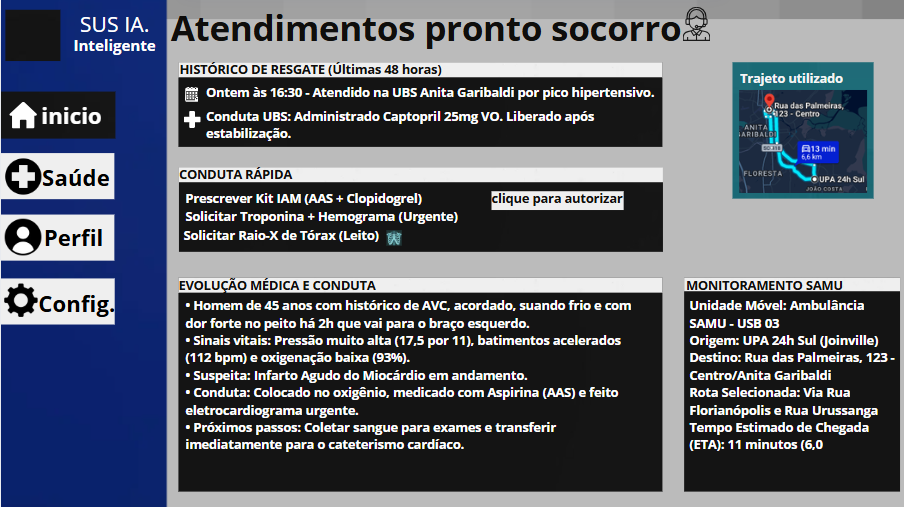 SUS IA.
Inteligente
inicio
Saúde
Perfil
Config.
Atendimentos pronto socorro
HISTÓRICO DE RESGATE (Últimas 48 horas)
Ontem às 16:30 - Atendido na UBS Anita Garibaldi por pico hipertensivo.
Conduta UBS: Administrado Captopril 25mg VO. Liberado após
estabilização.
Trajeto utilizado
Rua das Palmeiras,
123 - Centro
ANITA
GARIBALDI
13 min
6,6 km
FLORESTA
UPA 24h Sul
JOÃO COSTA
CONDUTA RÁPIDA
Prescrever Kit IAM (AAS + Clopidogrel)
clique para autorizar
Solicitar Troponina + Hemograma (Urgente)
Solicitar Raio-X de Tórax (Leito)
EVOLUÇÃO MÉDICA E CONDUTA
• Homem de 45 anos com histórico de AVC, acordado, suando frio e com
dor forte no peito há 2h que vai para o braço esquerdo.
• Sinais vitais: Pressão muito alta (17,5 por 11), batimentos acelerados
(112 bpm) e oxigenação baixa (93%).
• Suspeita: Infarto Agudo do Miocárdio em andamento.
• Conduta: Colocado no oxigênio, medicado com Aspirina (AAS) e feito
eletrocardiograma urgente.
• Próximos passos: Coletar sangue para exames e transferir
imediatamente para o cateterismo cardíaco.
MONITORAMENTO SAMU
Unidade Móvel: Ambulância
SAMU - USB 03
Origem: UPA 24h Sul (Joinville)
Destino: Rua das Palmeiras, 123 -
Centro/Anita Garibaldi
Rota Selecionada: Via Rua
Florianópolis e Rua Urussanga
Tempo Estimado de Chegada
(ETA): 11 minutos (6,0